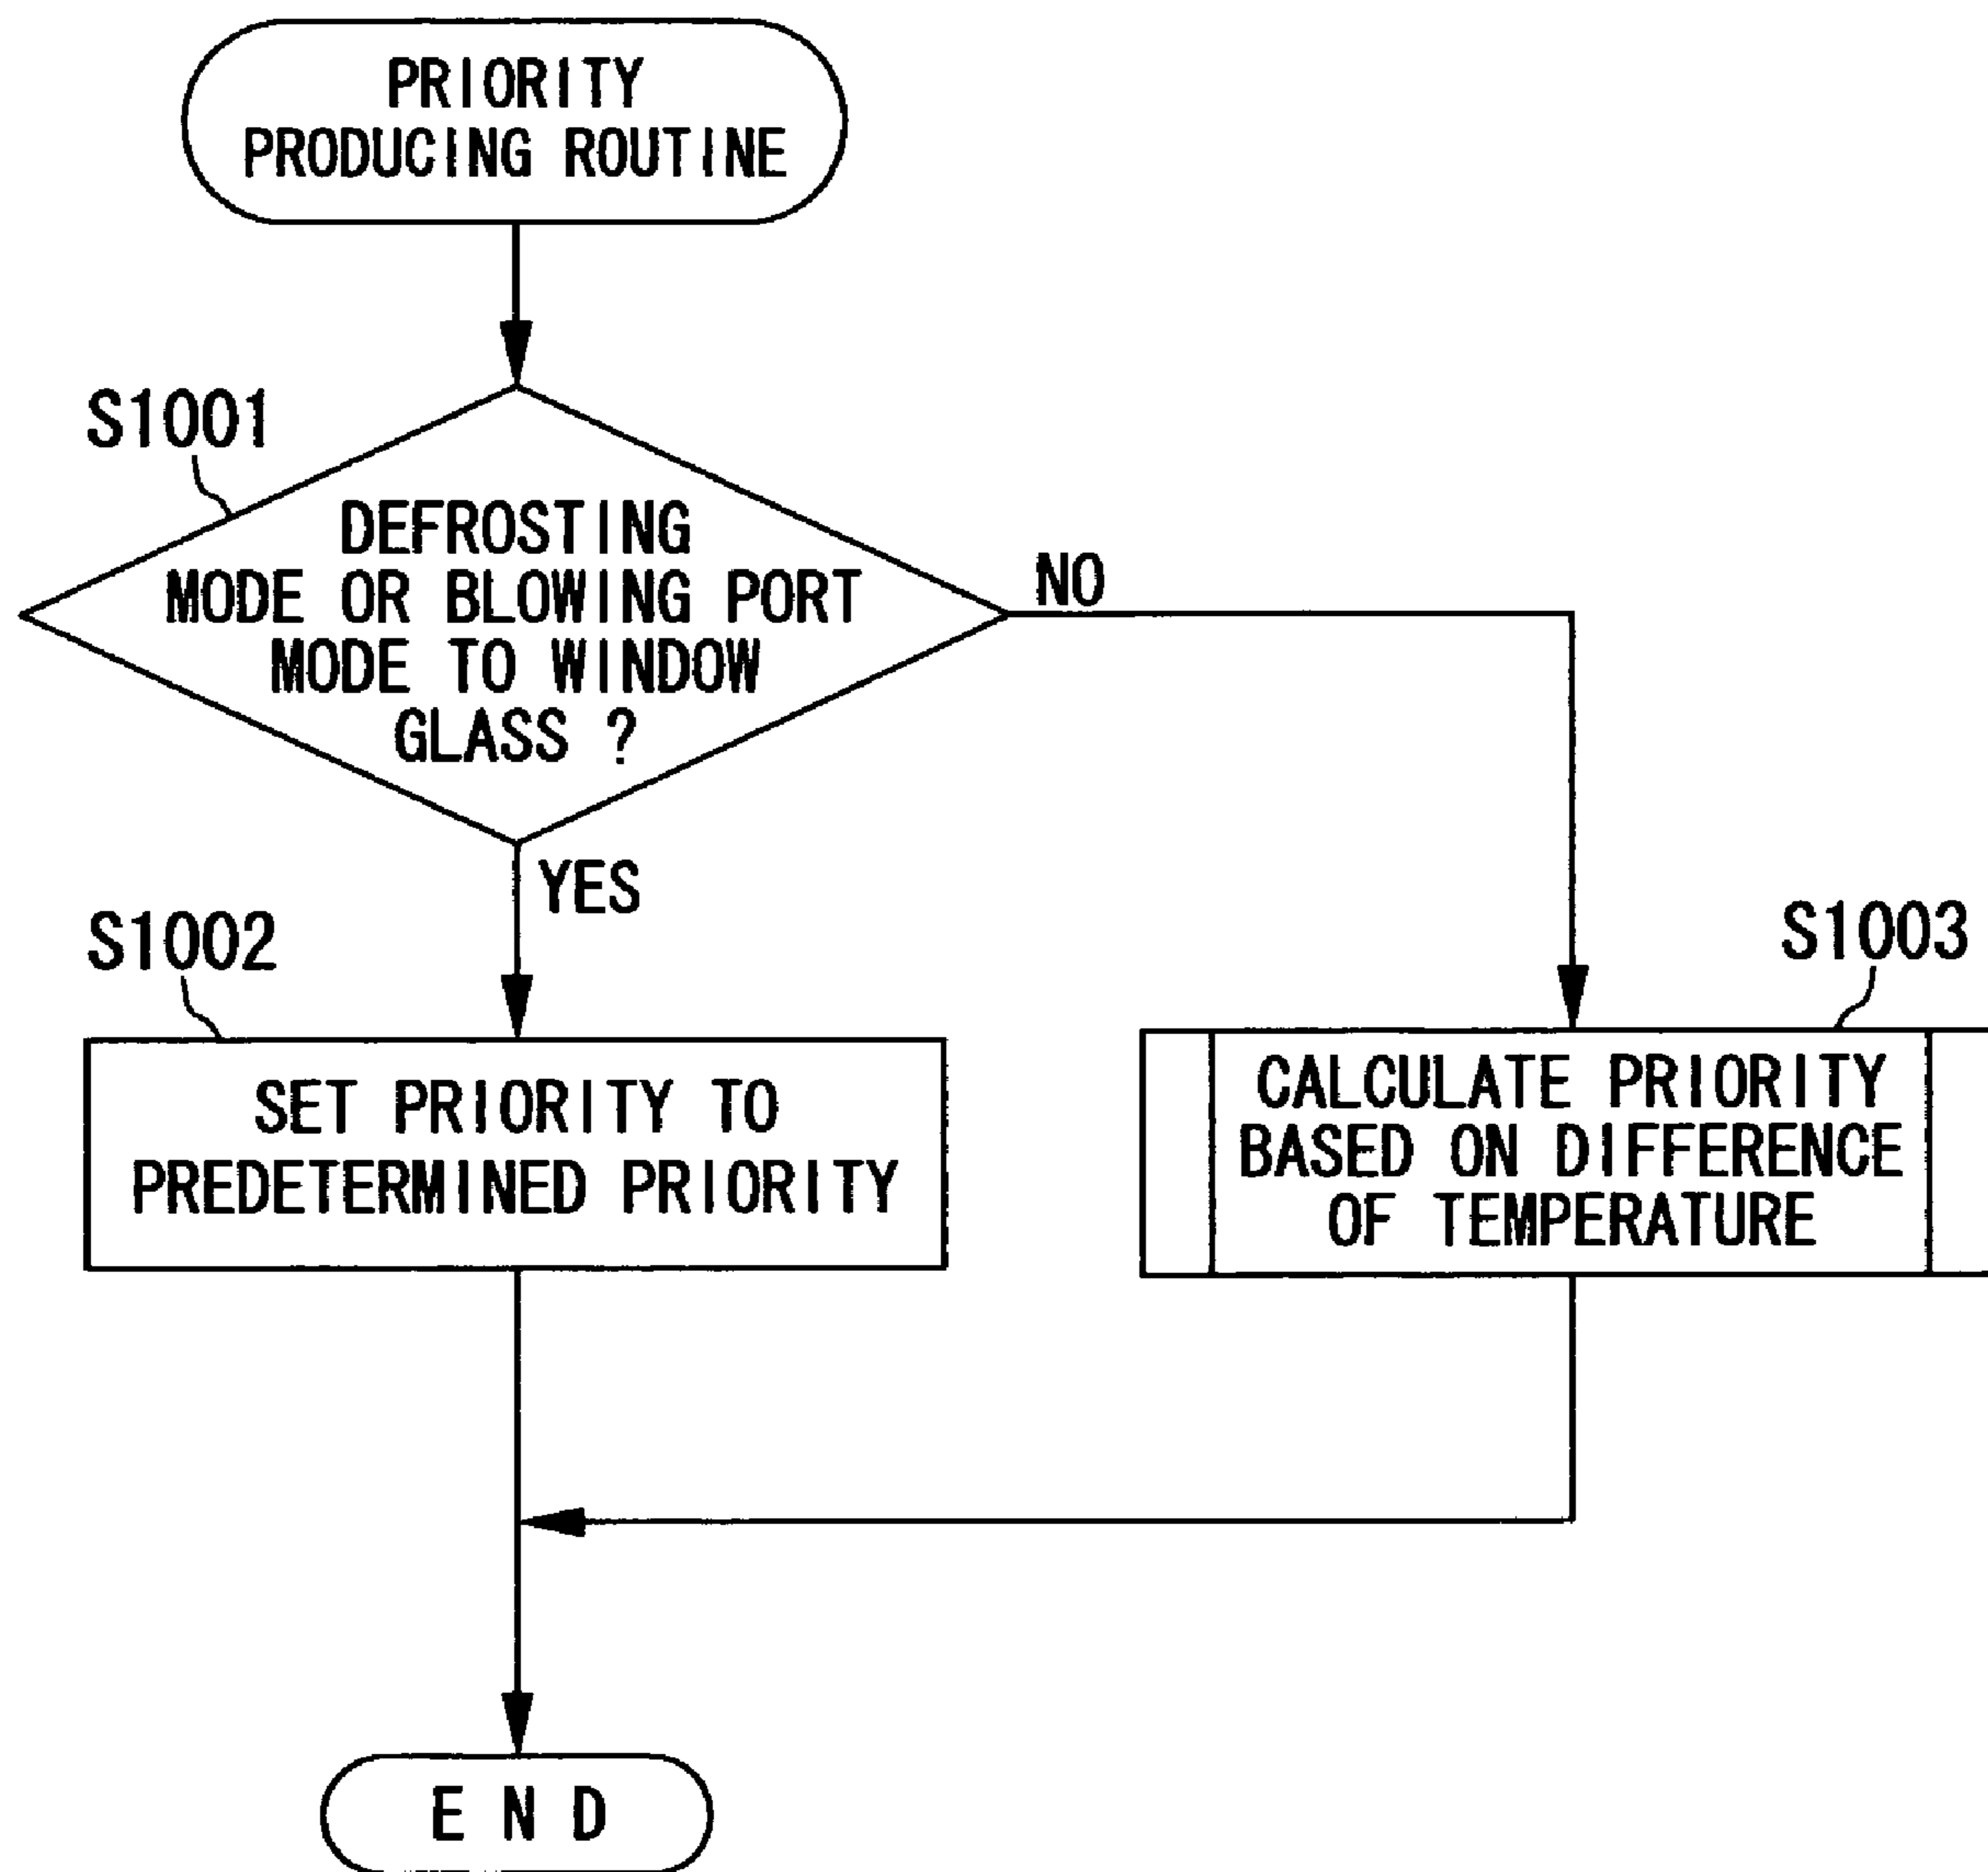 PRIORITY
PRODUCING ROUTINE
S1001
DEFROSTING
MODE OR BLOWING PORT
MODE TO WINDOW
GLASS ?
NO
YES
S1002
SET PRIORITY TO
PREDETERMINED PRIORITY
S1003
CALCULATE PRIORITY
BASED ON DIFFERENCE
OF TEMPERATURE
END